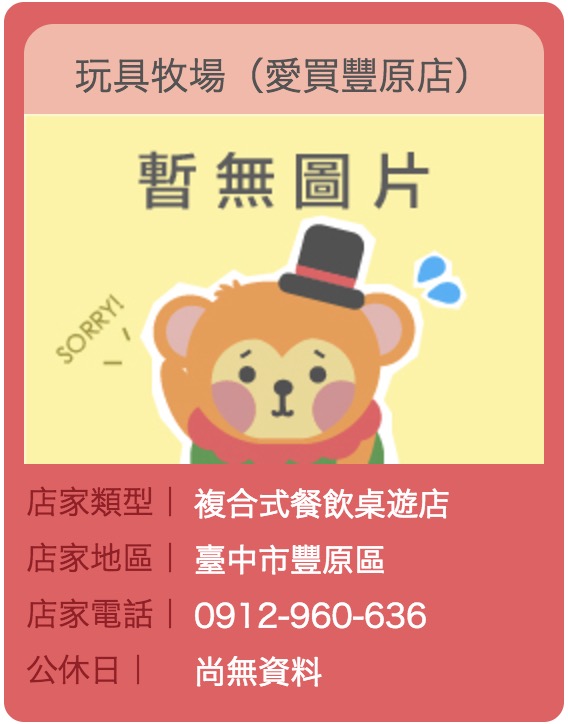 玩具牧場（愛買豐原店）
暫無圖片
SORRY!
店家類型｜ 複合式餐飲桌遊店
店家地區｜ 臺中市豐原區
店家電話｜ 0912-960-636
公休日｜ 尚無資料